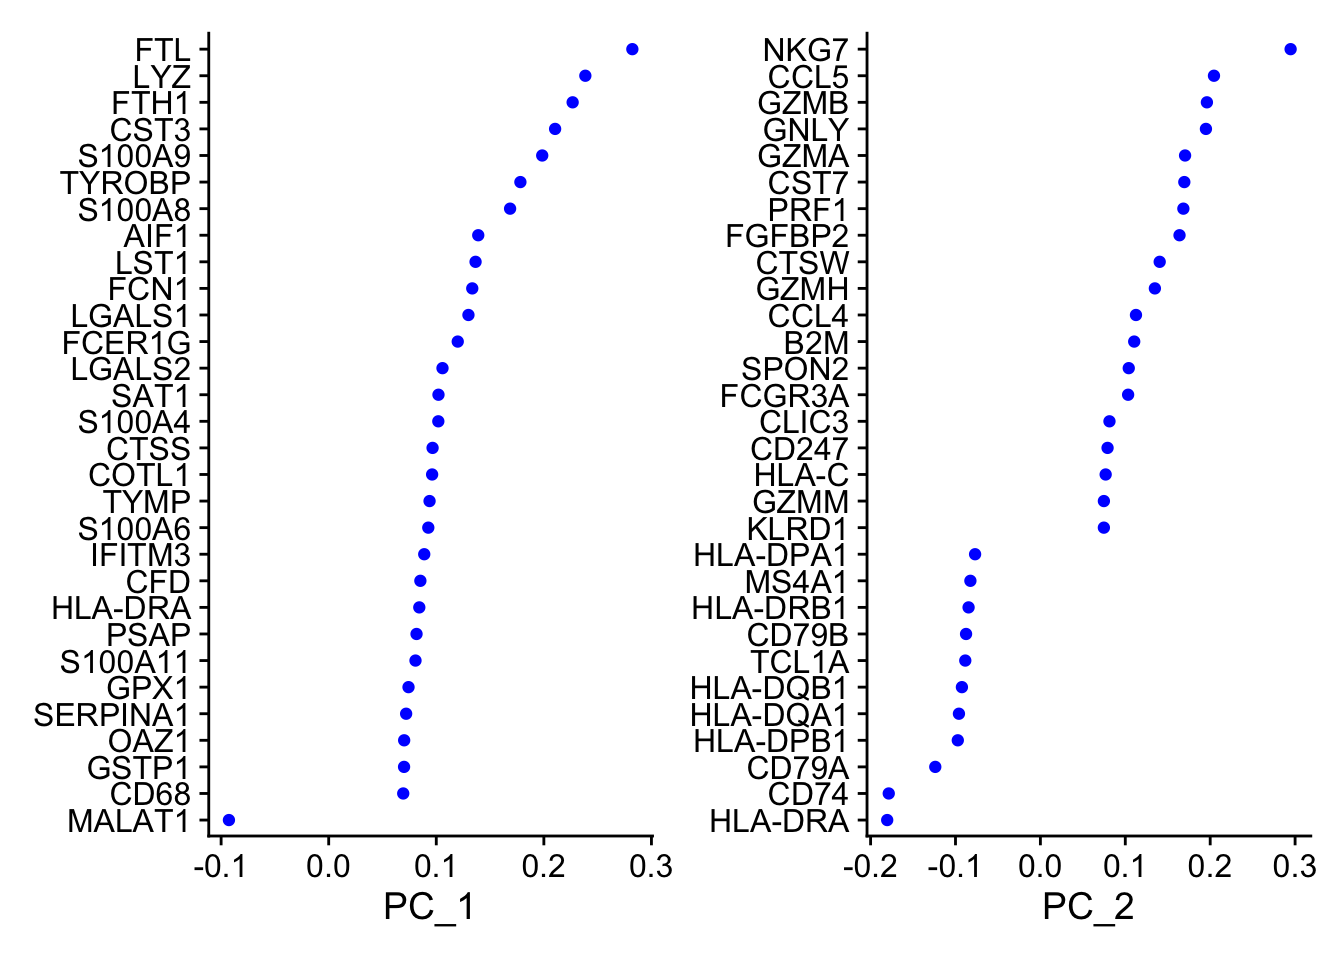 FTL
LYZ
FTH1
CST3
S100A9
TYROBP
S100A8
AIF1
LST1
FCN1
LGALS1
FCER1G
LGALS2
SAT1
S100A4
CTSS
COTL1
TYMP
S100A6
IFITM3
CFD
HLA-DRA
PSAP
S100A11
GPX1
SERPINA1
OAZ1
GSTP1
CD68
MALAT1
-0.1 0.0 0.1 0.2 0.3
PC_1
NKG7
CCL5
GZMB
GNLY
GZMA
CST7
PRF1
FGFBP2
CTSW
GZMH
CCL4
B2M
SPON2
FCGR3A
CLIC3
CD247
HLA-C
GZMM
KLRD1
HLA-DPA1
MS4A1
HLA-DRB1
CD79B
TCL1A
HLA-DQB1
HLA-DQA1
HLA-DPB1
CD79A
CD74
HLA-DRA
-0.2 -0.1 0.0 0.1 0.2 0.3
PC_2